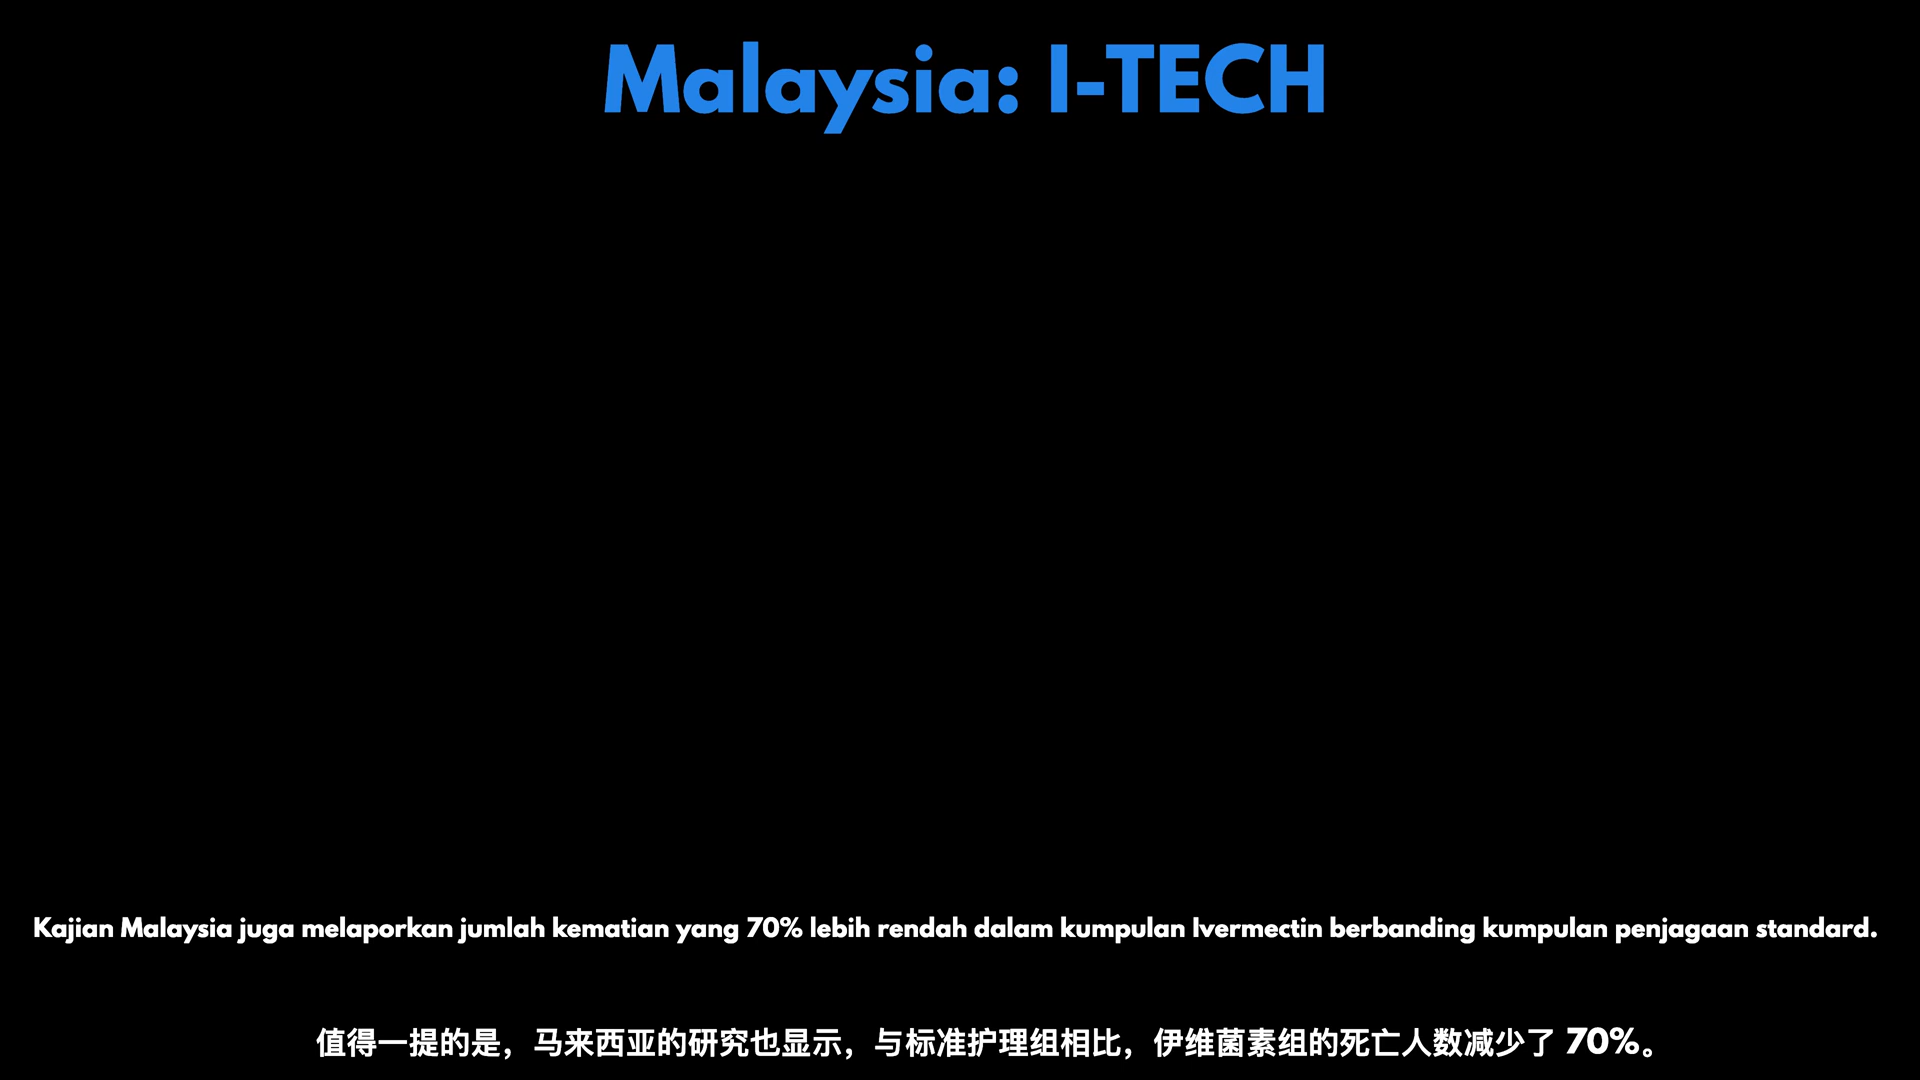 Malaysia: I-TECH
Kajian Malaysia juga melaporkan jumlah kematian yang 70% lebih rendah dalam kumpulan Ivermectin berbanding kumpulan penjagaan standard.
值得一提的是，马来西亚的研究也显示，与标准护理组相比，伊维菌素组的死亡人数减少了 70%。